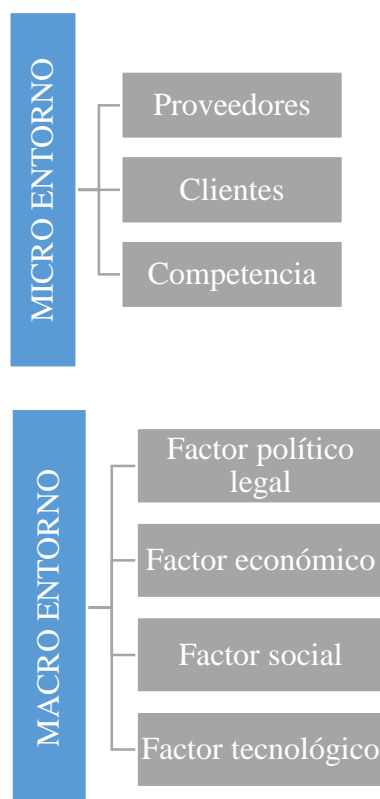 MICRO ENTORNO
Proveedores
Clientes
Competencia
MACRO ENTORNO
Factor político
legal
Factor económico
Factor social
Factor tecnológico